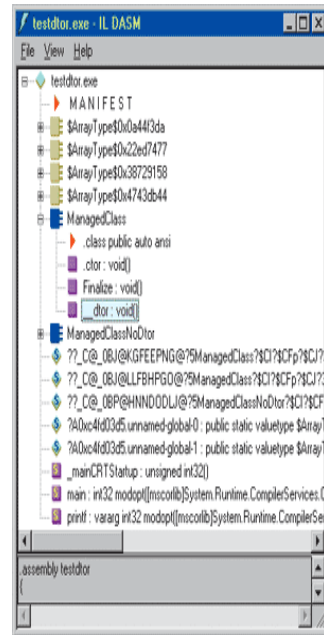 testdtor.exe - IL DASM
File View Help
testdtor.exe
MANIFEST
$ArrayType$0x0a44f3da
$ArrayType$0x22ed7477
$ArrayType$0x38729158
$ArrayType$0x4743db44
ManagedClass
.class public auto ansi
.ctor : void()
Finalize : void()
__dtor : void()
ManagedClassNoDtor
??_C@_0BJ@KGFEEPNG@?5ManagedClass?$CI?$CFp?$CJ?
??_C@_0BJ@LLFBHPGO@?5ManagedClass?$CI?$CFp?$CJ?
??_C@_0BP@HNNDODLJ@?5ManagedClassNoDtor?$CI?$CF
?A0xc4fd03d5.unnamed-global-0 : public static valuetype $Array
?A0xc4fd03d5.unnamed-global-1 : public static valuetype $Array
_mainCRTStartup : unsigned int32()
main : int32 modopt([mscorlib]System.Runtime.CompilerServices.C
printf : vararg int32 modopt([mscorlib]System.Runtime.CompilerSe
.assembly testdtor
{